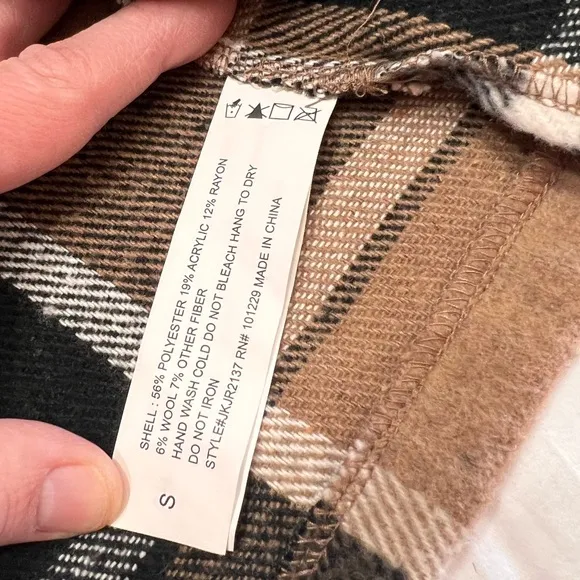 SHELL : 56% POLYESTER 19% ACRYLIC 12% RAYON
6% WOOL 7% OTHER FIBER
HAND WASH COLD DO NOT BLEACH HANG TO DRY
DO NOT IRON
STYLE#JKJR2137 RN# 101229 MADE IN CHINA
S